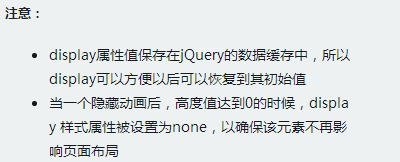 注意：
display属性值保存在jQuery的数据缓存中，所以
display可以方便以后可以恢复到其初始值
当一个隐藏动画后，高度值达到0的时候，displa
y 样式属性被设置为none，以确保该元素不再影
响页面布局